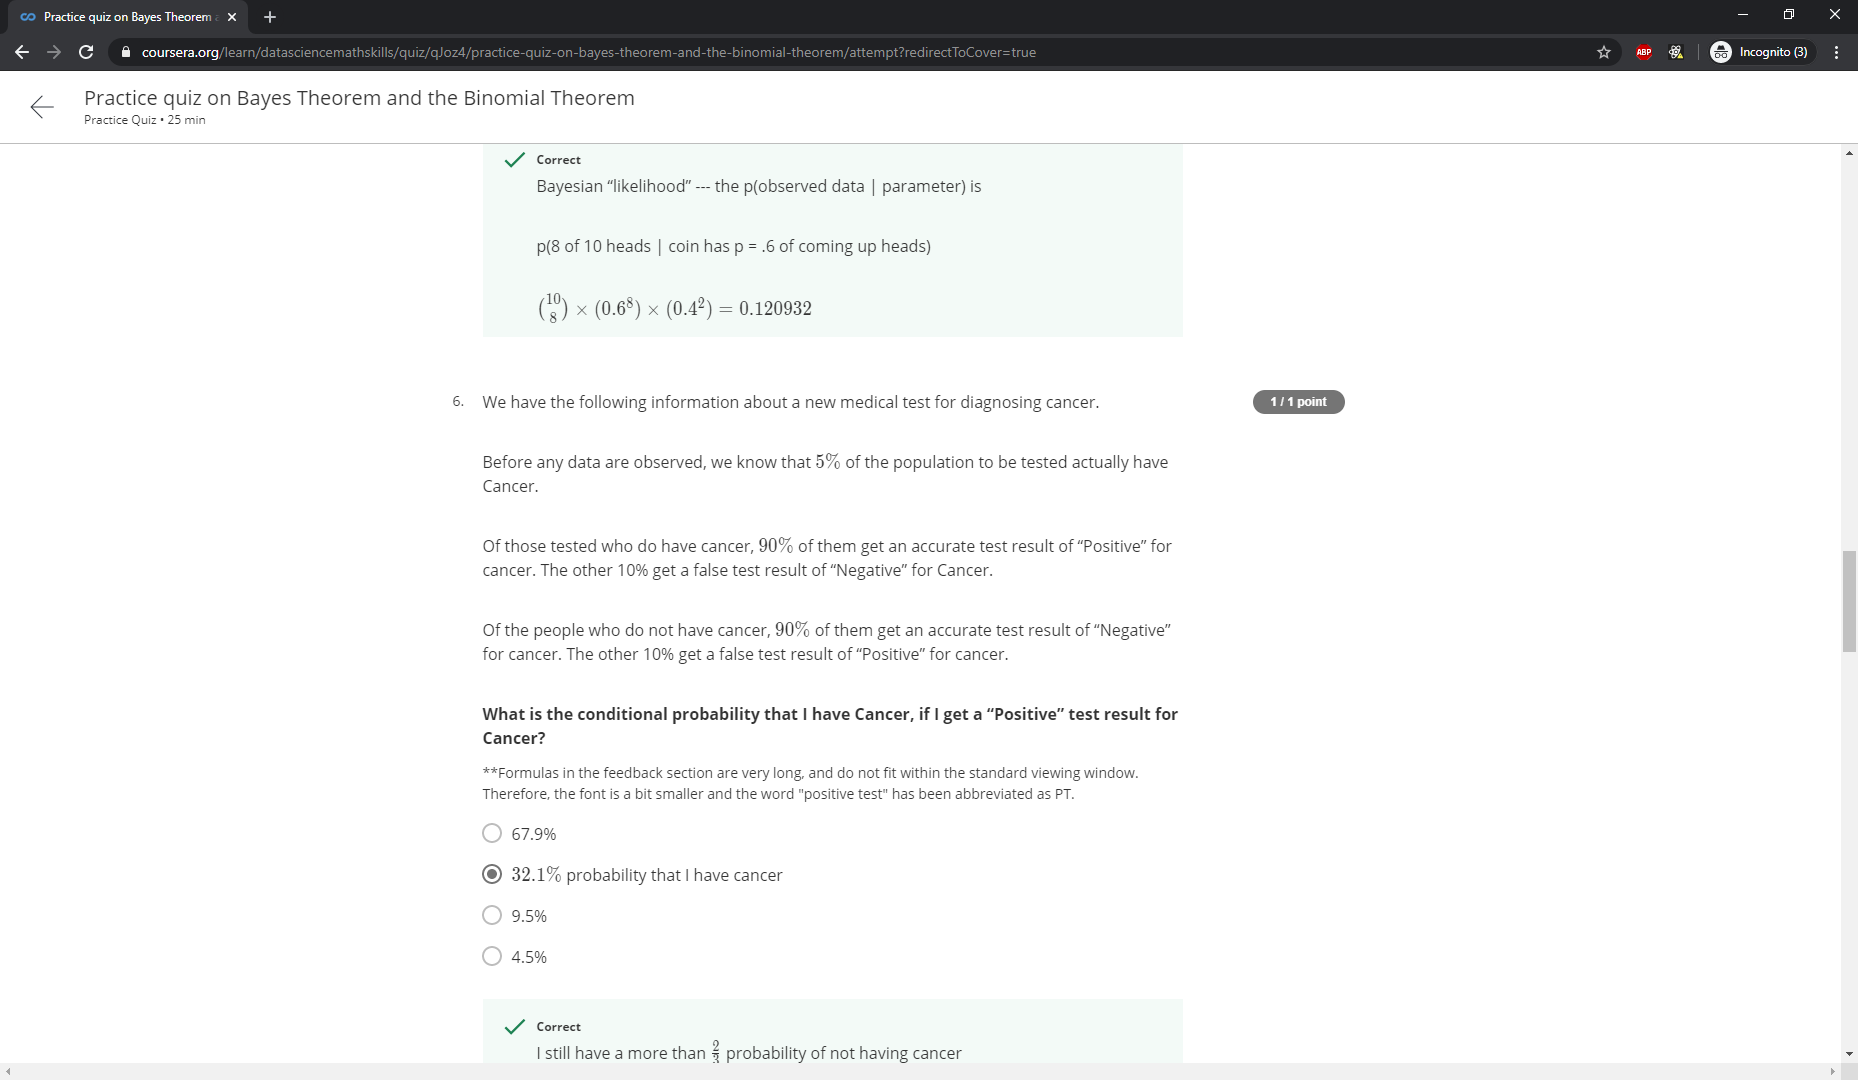 Practice quiz on Bayes Theorem a
coursera.org/learn/datasciencemathskills/quiz/qJoz4/practice-quiz-on-bayes-theorem-and-the-binomial-theorem/attempt?redirectToCover=true
ABP
Incognito (3)
Practice quiz on Bayes Theorem and the Binomial Theorem
Practice Quiz • 25 min
Correct
Bayesian “likelihood” --- the p(observed data | parameter) is
p(8 of 10 heads | coin has p = .6 of coming up heads)
(10 8) × (0.6⁸) × (0.4²) = 0.120932
6. We have the following information about a new medical test for diagnosing cancer.
1 / 1 point
Before any data are observed, we know that 5% of the population to be tested actually have
Cancer.
Of those tested who do have cancer, 90% of them get an accurate test result of “Positive” for
cancer. The other 10% get a false test result of “Negative” for Cancer.
Of the people who do not have cancer, 90% of them get an accurate test result of “Negative”
for cancer. The other 10% get a false test result of “Positive” for cancer.
What is the conditional probability that I have Cancer, if I get a “Positive” test result for
Cancer?
**Formulas in the feedback section are very long, and do not fit within the standard viewing window.
Therefore, the font is a bit smaller and the word "positive test" has been abbreviated as PT.
67.9%
32.1% probability that I have cancer
9.5%
4.5%
Correct
I still have a more than 2/3 probability of not having cancer